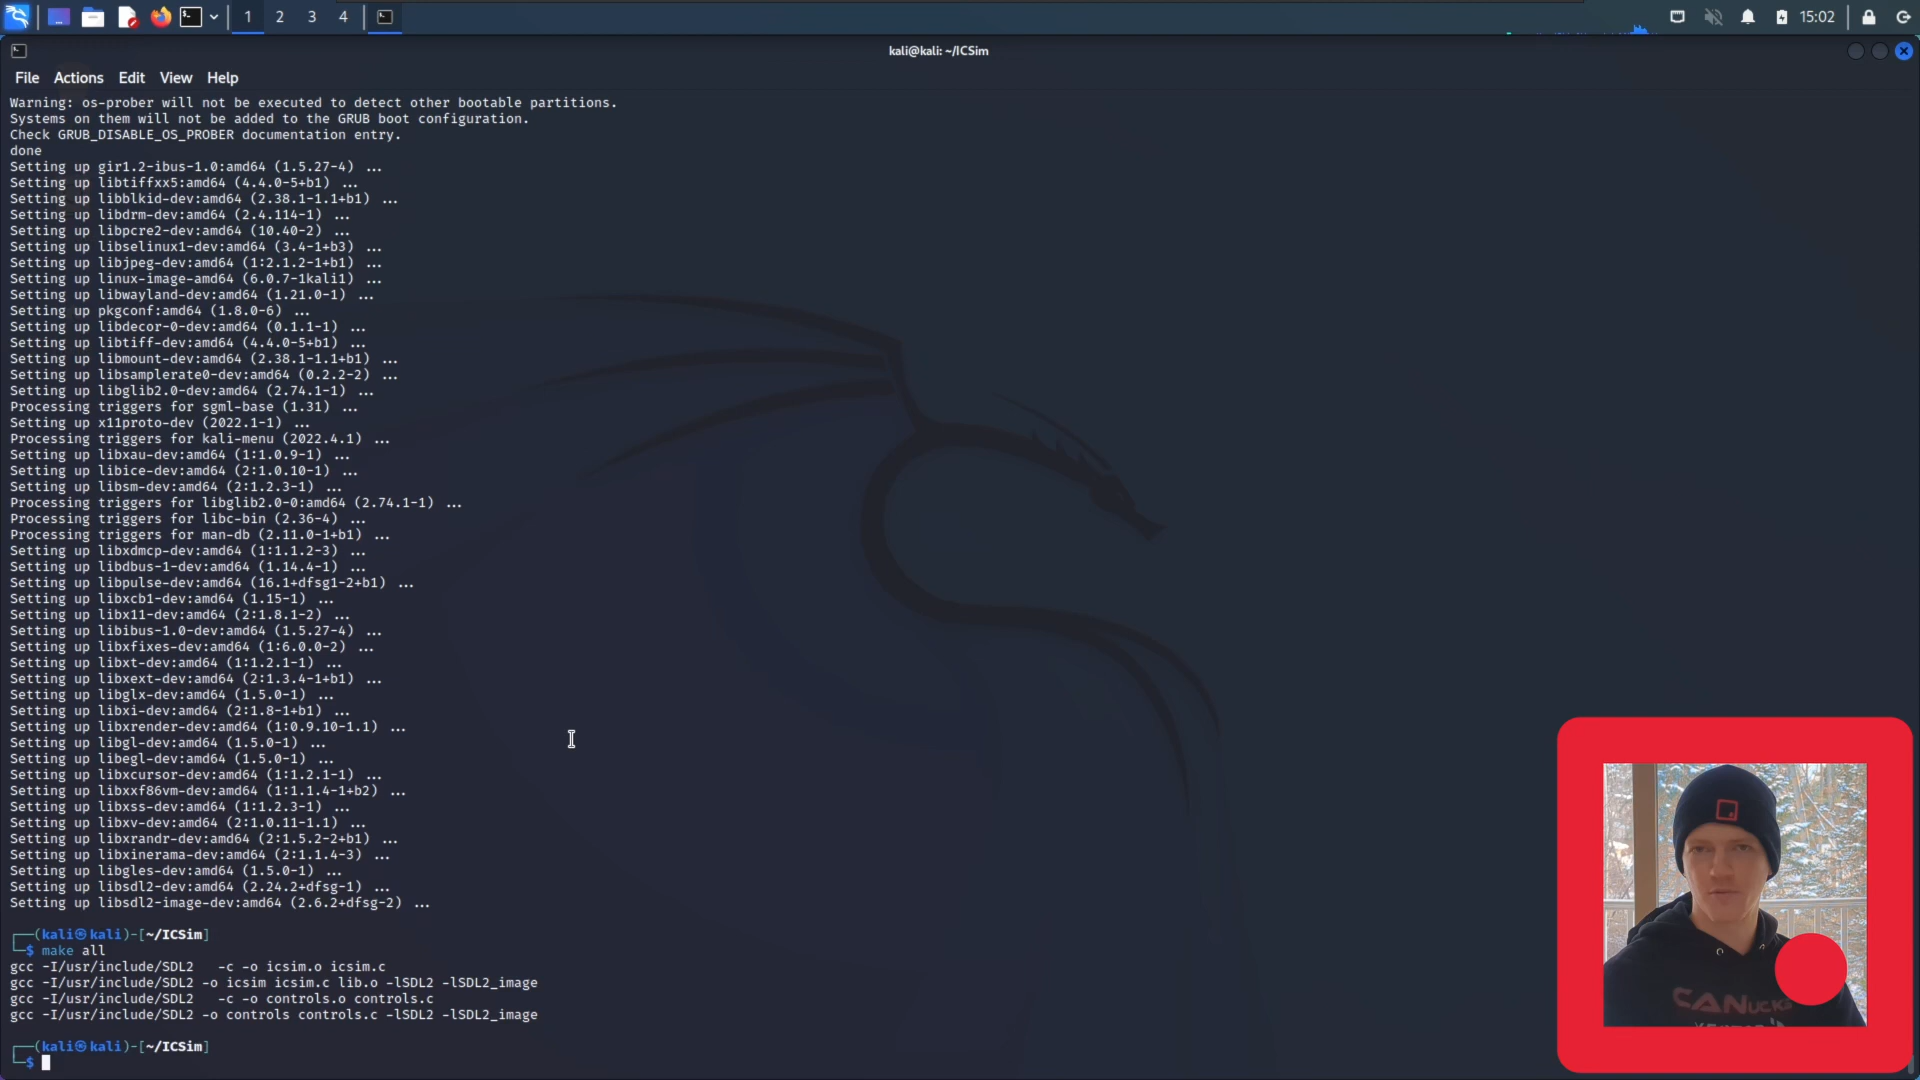 1 2 3 4 15:02
kali@kali: ~/ICSim
File Actions Edit View Help
Warning: os-prober will not be executed to detect other bootable partitions.
Systems on them will not be added to the GRUB boot configuration.
Check GRUB_DISABLE_OS_PROBER documentation entry.
done
Setting up gir1.2-ibus-1.0:amd64 (1.5.27-4) ...
Setting up libtiffxx5:amd64 (4.4.0-5+b1) ...
Setting up libblkid-dev:amd64 (2.38.1-1.1+b1) ...
Setting up libdrm-dev:amd64 (2.4.114-1) ...
Setting up libpcre2-dev:amd64 (10.40-2) ...
Setting up libselinux1-dev:amd64 (3.4-1+b3) ...
Setting up libjpeg-dev:amd64 (1:2.1.2-1+b1) ...
Setting up linux-image-amd64 (6.0.7-1kali1) ...
Setting up libwayland-dev:amd64 (1.21.0-1) ...
Setting up pkgconf:amd64 (1.8.0-6) ...
Setting up libdecor-0-dev:amd64 (0.1.1-1) ...
Setting up libtiff-dev:amd64 (4.4.0-5+b1) ...
Setting up libmount-dev:amd64 (2.38.1-1.1+b1) ...
Setting up libsamplerate0-dev:amd64 (0.2.2-2) ...
Setting up libglib2.0-dev:amd64 (2.74.1-1) ...
Processing triggers for sgml-base (1.31) ...
Setting up x11proto-dev (2022.1-1) ...
Processing triggers for kali-menu (2022.4.1) ...
Setting up libxau-dev:amd64 (1:1.0.9-1) ...
Setting up libice-dev:amd64 (2:1.0.10-1) ...
Setting up libsm-dev:amd64 (2:1.2.3-1) ...
Processing triggers for libglib2.0-0:amd64 (2.74.1-1) ...
Processing triggers for libc-bin (2.36-4) ...
Processing triggers for man-db (2.11.0-1+b1) ...
Setting up libxdmcp-dev:amd64 (1:1.1.2-3) ...
Setting up libdbus-1-dev:amd64 (1.14.4-1) ...
Setting up libpulse-dev:amd64 (16.1+dfsg1-2+b1) ...
Setting up libxcb1-dev:amd64 (1.15-1) ...
Setting up libx11-dev:amd64 (2:1.8.1-2) ...
Setting up libibus-1.0-dev:amd64 (1.5.27-4) ...
Setting up libxfixes-dev:amd64 (1:6.0.0-2) ...
Setting up libxt-dev:amd64 (1:1.2.1-1) ...
Setting up libxext-dev:amd64 (2:1.3.4-1+b1) ...
Setting up libglx-dev:amd64 (1.5.0-1) ...
Setting up libxi-dev:amd64 (2:1.8-1+b1) ...
Setting up libxrender-dev:amd64 (1:0.9.10-1.1) ...
Setting up libgl-dev:amd64 (1.5.0-1) ...
Setting up libegl-dev:amd64 (1.5.0-1) ...
Setting up libxcursor-dev:amd64 (1:1.2.1-1) ...
Setting up libxxf86vm-dev:amd64 (1:1.1.4-1+b2) ...
Setting up libxss-dev:amd64 (1:1.2.3-1) ...
Setting up libxv-dev:amd64 (2:1.0.11-1.1) ...
Setting up libxrandr-dev:amd64 (2:1.5.2-2+b1) ...
Setting up libxinerama-dev:amd64 (2:1.1.4-3) ...
Setting up libgles-dev:amd64 (1.5.0-1) ...
Setting up libsdl2-dev:amd64 (2.24.2+dfsg-1) ...
Setting up libsdl2-image-dev:amd64 (2.6.2+dfsg-2) ...
┌──(kali㉿kali)-[~/ICSim]
└─$ make all
gcc -I/usr/include/SDL2   -c -o icsim.o icsim.c
gcc -I/usr/include/SDL2 -o icsim icsim.c lib.o -lSDL2 -lSDL2_image
gcc -I/usr/include/SDL2   -c -o controls.o controls.c
gcc -I/usr/include/SDL2 -o controls controls.c -lSDL2 -lSDL2_image
┌──(kali㉿kali)-[~/ICSim]
└─$
CANUCKS